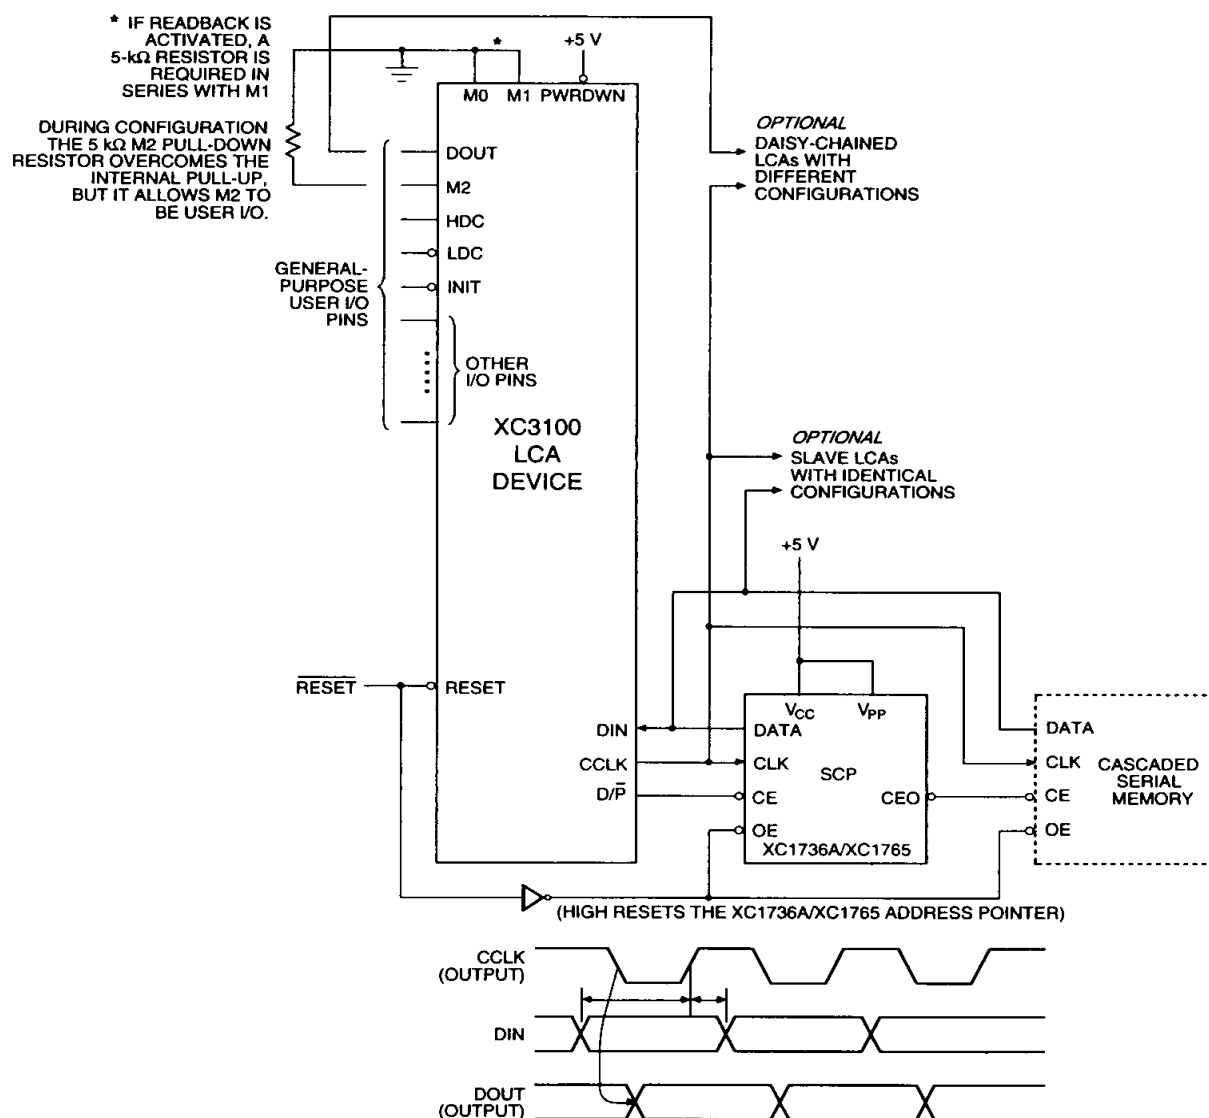 * IF READBACK IS
ACTIVATED, A
5-kΩ RESISTOR IS
REQUIRED IN
SERIES WITH M1
*
+5 V
M0
M1
PWRDWN
DURING CONFIGURATION
THE 5 kΩ M2 PULL-DOWN
RESISTOR OVERCOMES THE
INTERNAL PULL-UP,
BUT IT ALLOWS M2 TO
BE USER I/O.
DOUT
M2
HDC
LDC
INIT
GENERAL-
PURPOSE
USER I/O
PINS
OTHER
I/O PINS
OPTIONAL
DAISY-CHAINED
LCAs WITH
DIFFERENT
CONFIGURATIONS
XC3100
LCA
DEVICE
OPTIONAL
SLAVE LCAs
WITH IDENTICAL
CONFIGURATIONS
+5 V
RESET
RESET
DIN
CCLK
D/P̅
VCC
VPP
DATA
CLK
SCP
CE
CEO
OE
XC1736A/XC1765
DATA
CLK
CASCADED
SERIAL
MEMORY
CE
OE
(HIGH RESETS THE XC1736A/XC1765 ADDRESS POINTER)
CCLK
(OUTPUT)
DIN
DOUT
(OUTPUT)